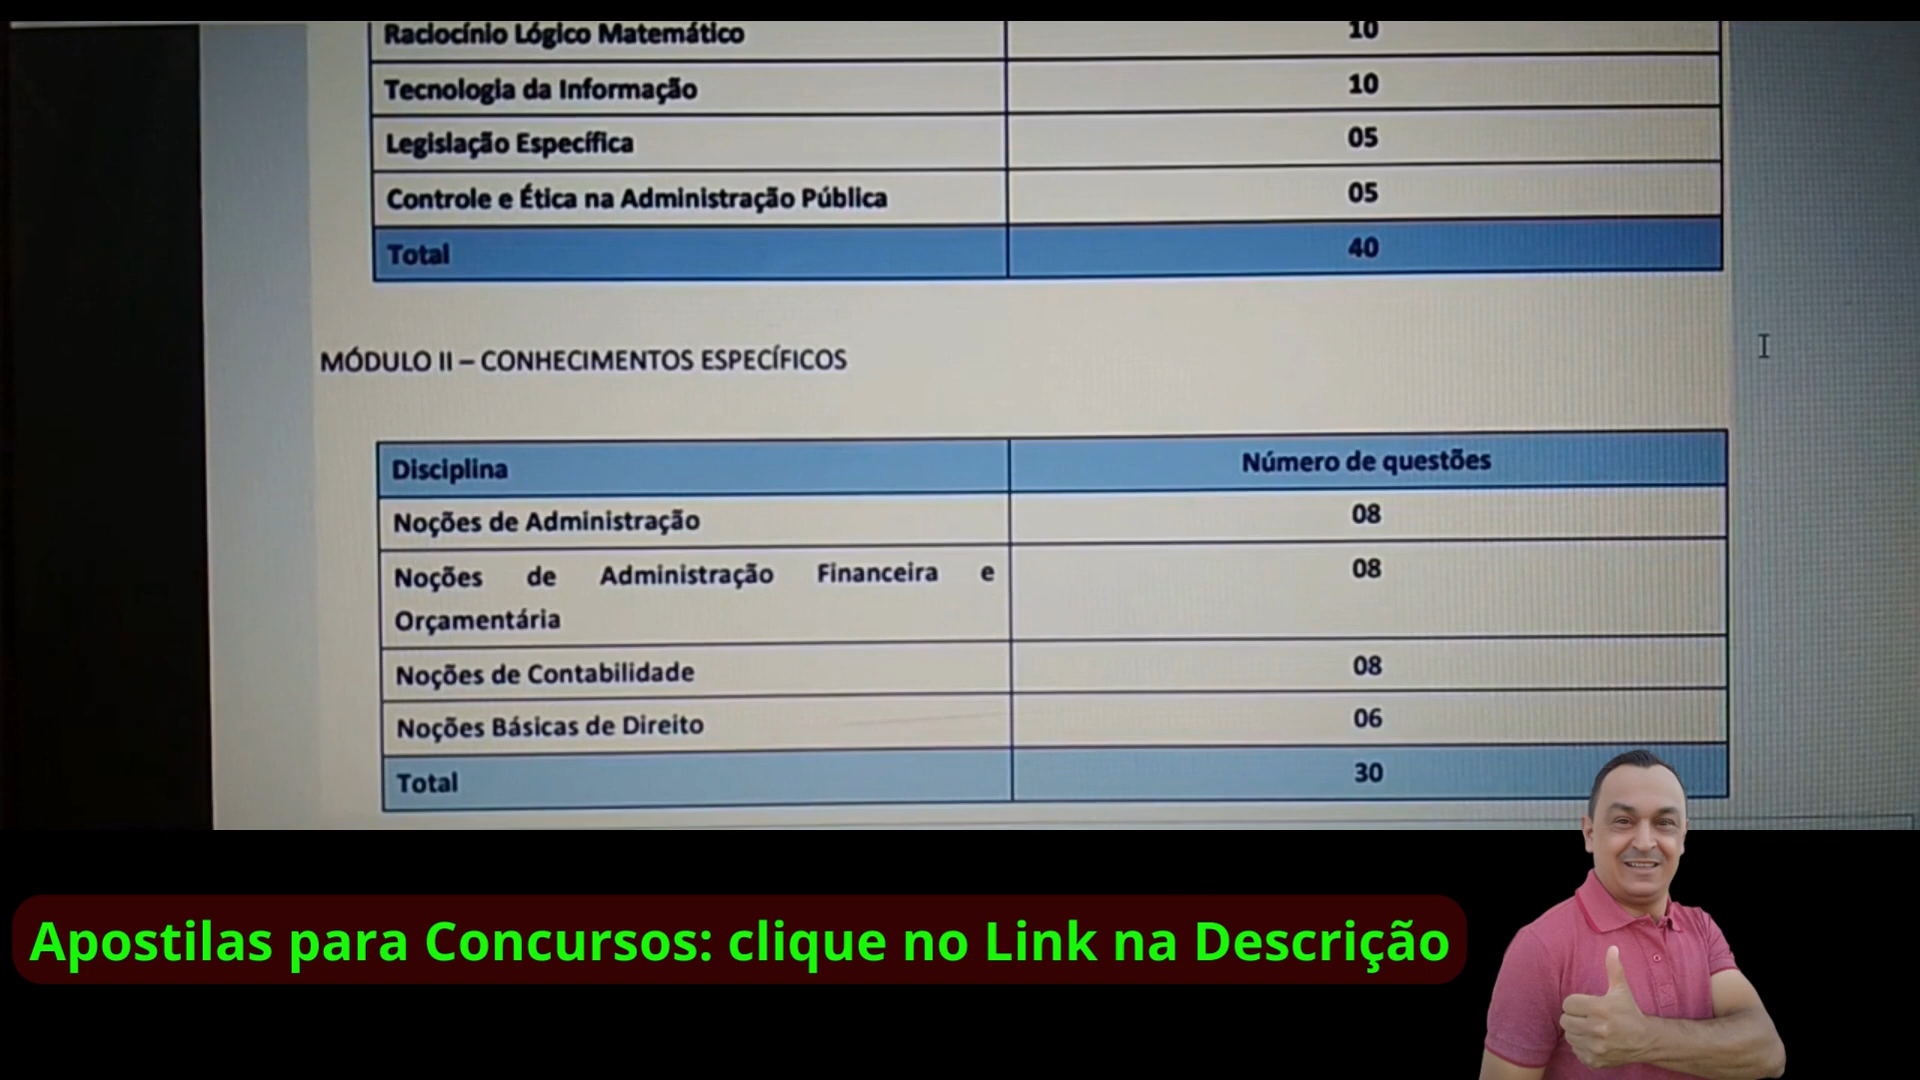 Raciocínio Lógico Matemático 10
Tecnologia da Informação 10
Legislação Específica 05
Controle e Ética na Administração Pública 05
Total 40
MÓDULO II – CONHECIMENTOS ESPECÍFICOS
Disciplina Número de questões
Noções de Administração 08
Noções de Administração Financeira e 08
Orçamentária
Noções de Contabilidade 08
Noções Básicas de Direito 06
Total 30
Apostilas para Concursos: clique no Link na Descrição